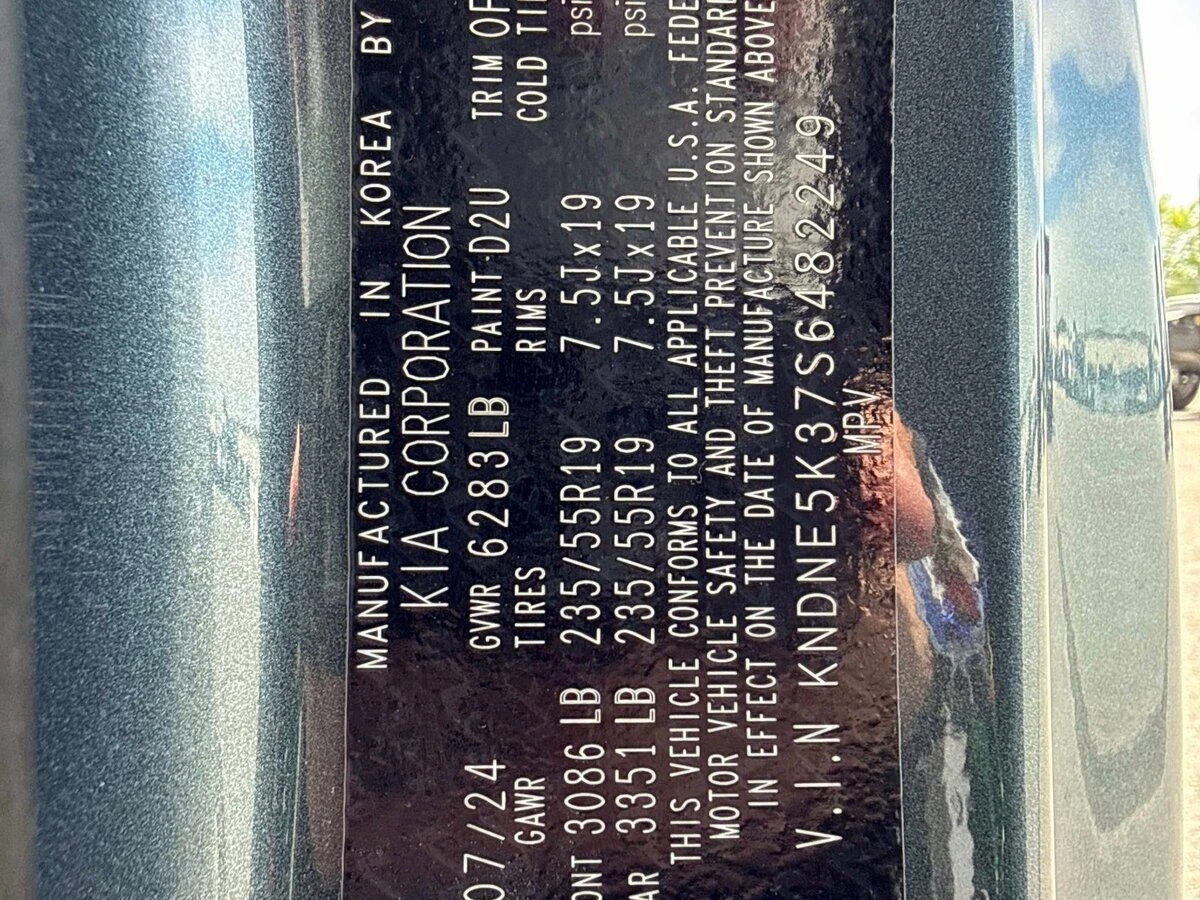 MANUFACTURED IN KOREA BY
KIA CORPORATION
07/24 GVWR 6283LB PAINT D2U TRIM OF
GAWR TIRES RIMS COLD TI
ONT 3086 LB 235/55R19 7.5Jx19 psi
AR 3351 LB 235/55R19 7.5Jx19 psi
THIS VEHICLE CONFORMS TO ALL APPLICABLE U.S.A. FEDE
MOTOR VEHICLE SAFETY AND THEFT PREVENTION STANDAR
IN EFFECT ON THE DATE OF MANUFACTURE SHOWN ABOVE
V.I.N KNDNE5K37S6482249
MPV